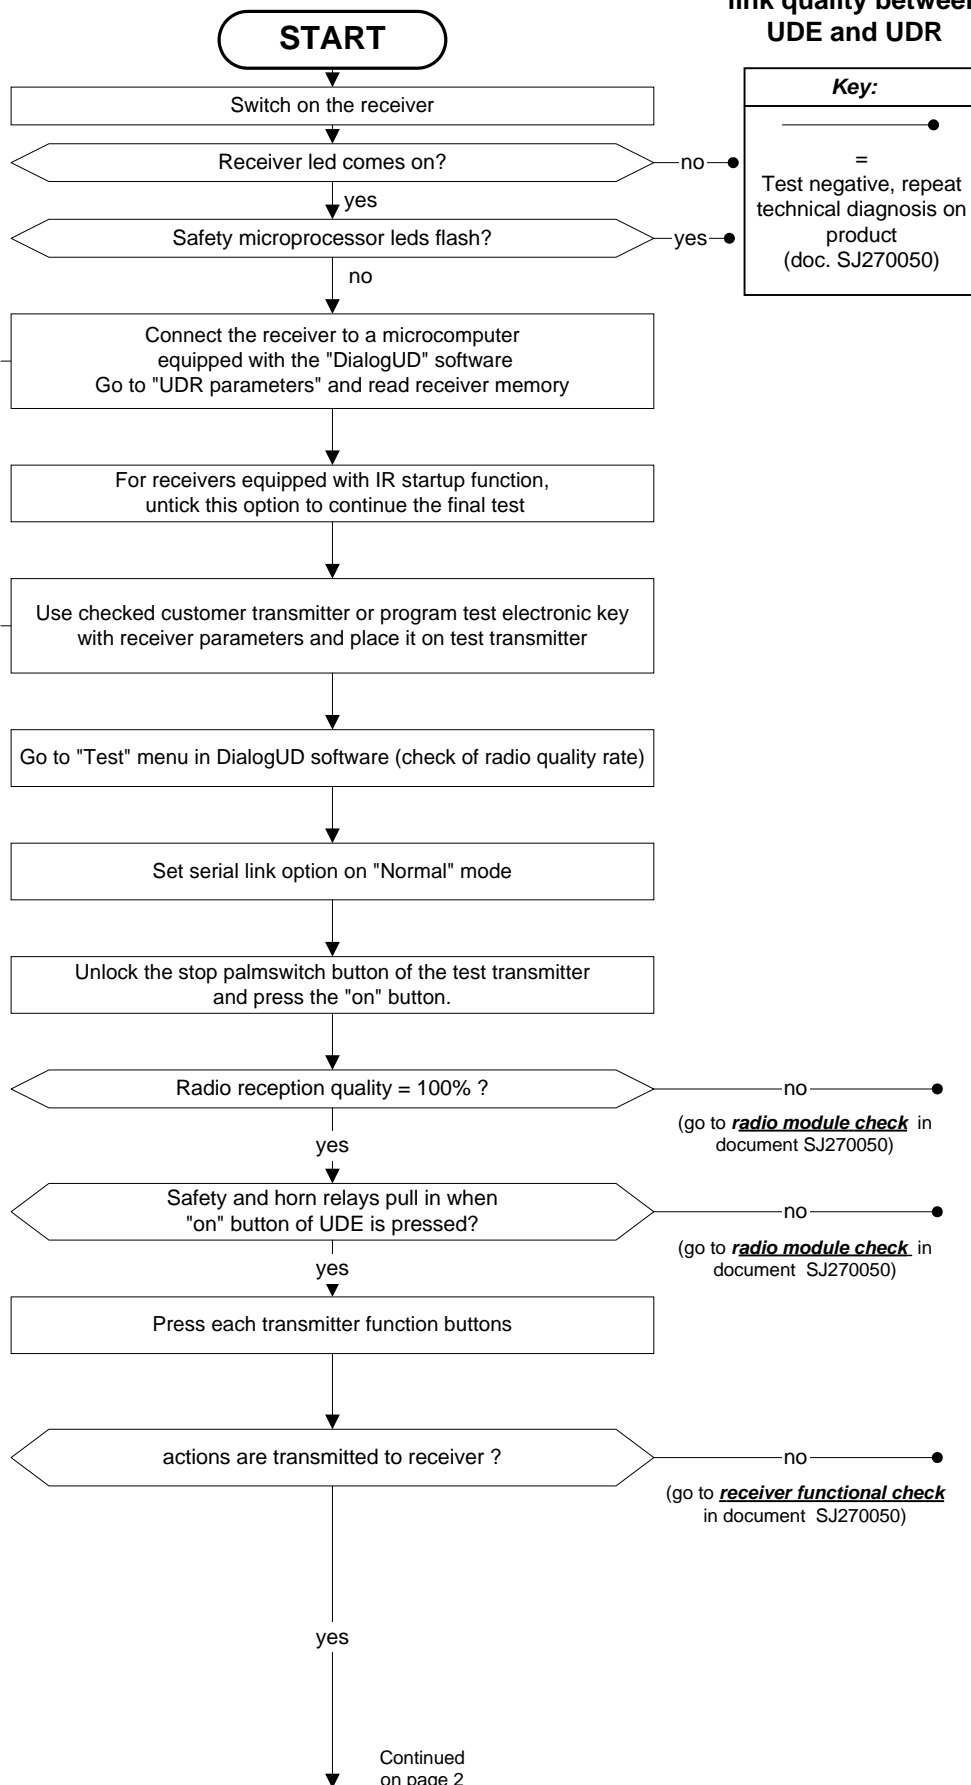 link quality between
UDE and UDR
START
Key:
=
Test negative, repeat
technical diagnosis on
product
(doc. SJ270050)
Switch on the receiver
Receiver led comes on?
no
yes
Safety microprocessor leds flash?
yes
no
Connect the receiver to a microcomputer
equipped with the "DialogUD" software
Go to "UDR parameters" and read receiver memory
For receivers equipped with IR startup function,
untick this option to continue the final test
Use checked customer transmitter or program test electronic key
with receiver parameters and place it on test transmitter
Go to "Test" menu in DialogUD software (check of radio quality rate)
Set serial link option on "Normal" mode
Unlock the stop palmswitch button of the test transmitter
and press the "on" button.
Radio reception quality = 100% ?
no
(go to radio module check in
document SJ270050)
yes
Safety and horn relays pull in when
"on" button of UDE is pressed?
no
(go to radio module check in
document SJ270050)
yes
Press each transmitter function buttons
actions are transmitted to receiver ?
no
(go to receiver functional check
in document SJ270050)
yes
Continued
on page 2